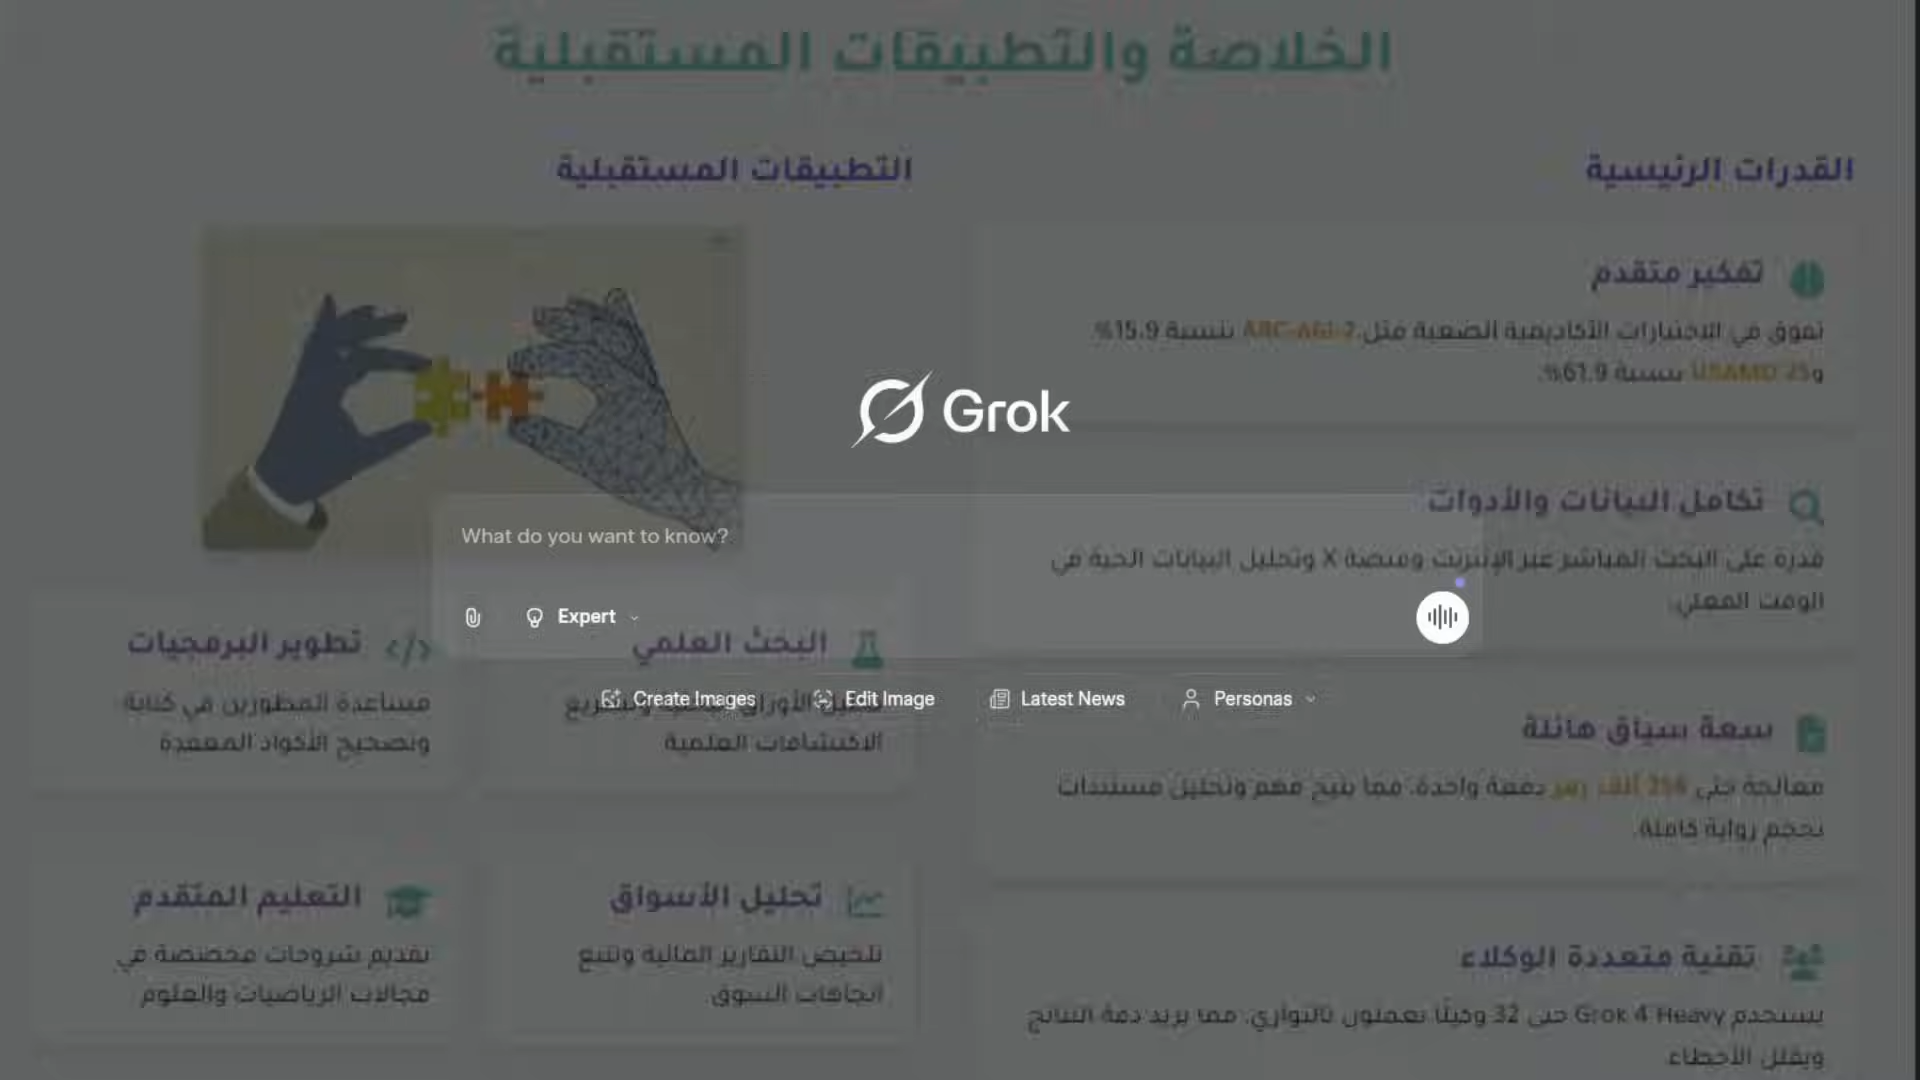 الخلاصة والتطبيقات المستقبلية
القدرات الرئيسية
تفكير متقدم
تفوق في الاختبارات الأكاديمية الصعبة مثل ARC-AGI-2 بنسبة 15.9%
و USAMO 25 بنسبة 61.9%.
تكامل البيانات والأدوات
قدرة على البحث المباشر عبر الإنترنت ومنصة X وتحليل البيانات الحية في
الوقت الفعلي.
سعة سياق هائلة
معالجة حتى 256 ألف رمز دفعة واحدة، مما يتيح فهم وتحليل مستندات
بحجم رواية كاملة.
تقنية متعددة الوكلاء
يستخدم Grok 4 Heavy حتى 32 وكيلًا يعملون بالتوازي، مما يزيد دقة النتائج
ويقلل الأخطاء
التطبيقات المستقبلية
البحث العلمي
الأوراق
الاكتشافات العلمية
تطوير البرمجيات
مساعدة المطورين في كتابة
وتصحيح الأكواد المعقدة
تحليل الأسواق
تلخيص التقارير المالية وتتبع
اتجاهات السوق
التعليم المتقدم
تقديم شروحات مخصصة في
مجالات الرياضيات والعلوم
Grok
What do you want to know?
Expert
Create Images
Edit Image
Latest News
Personas